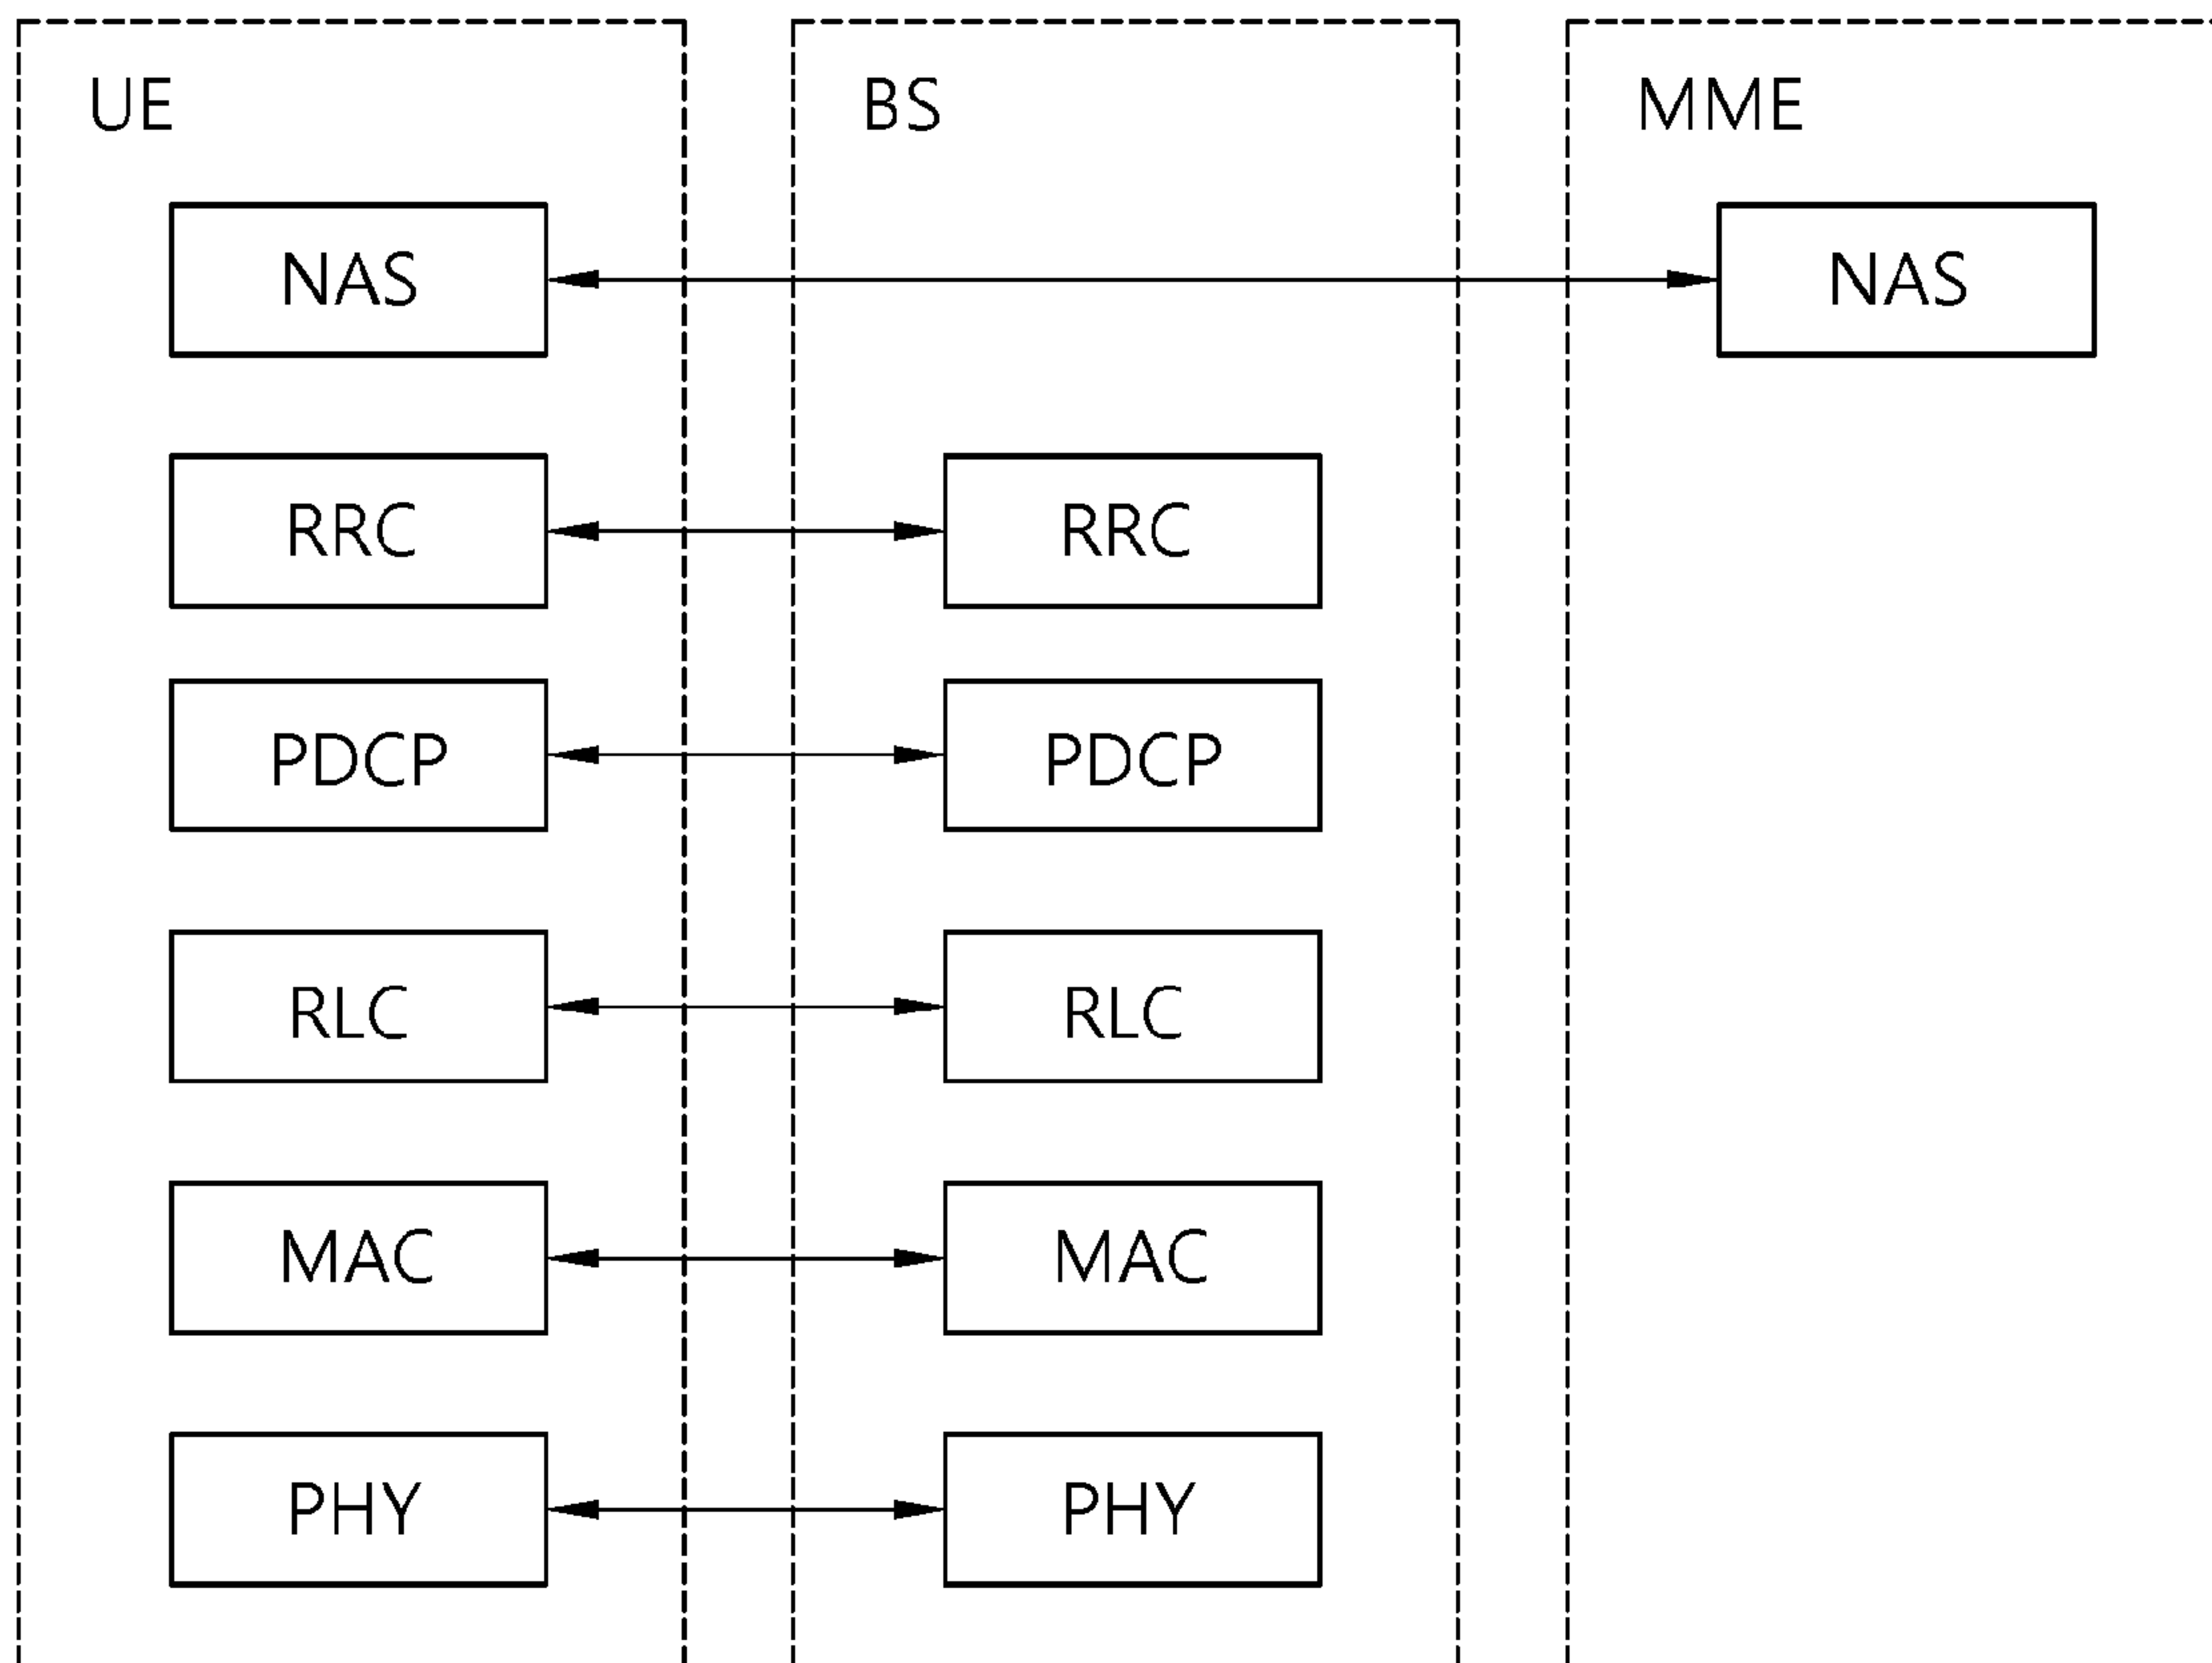 UE BS MME
NAS NAS
RRC RRC
PDCP PDCP
RLC RLC
MAC MAC
PHY PHY